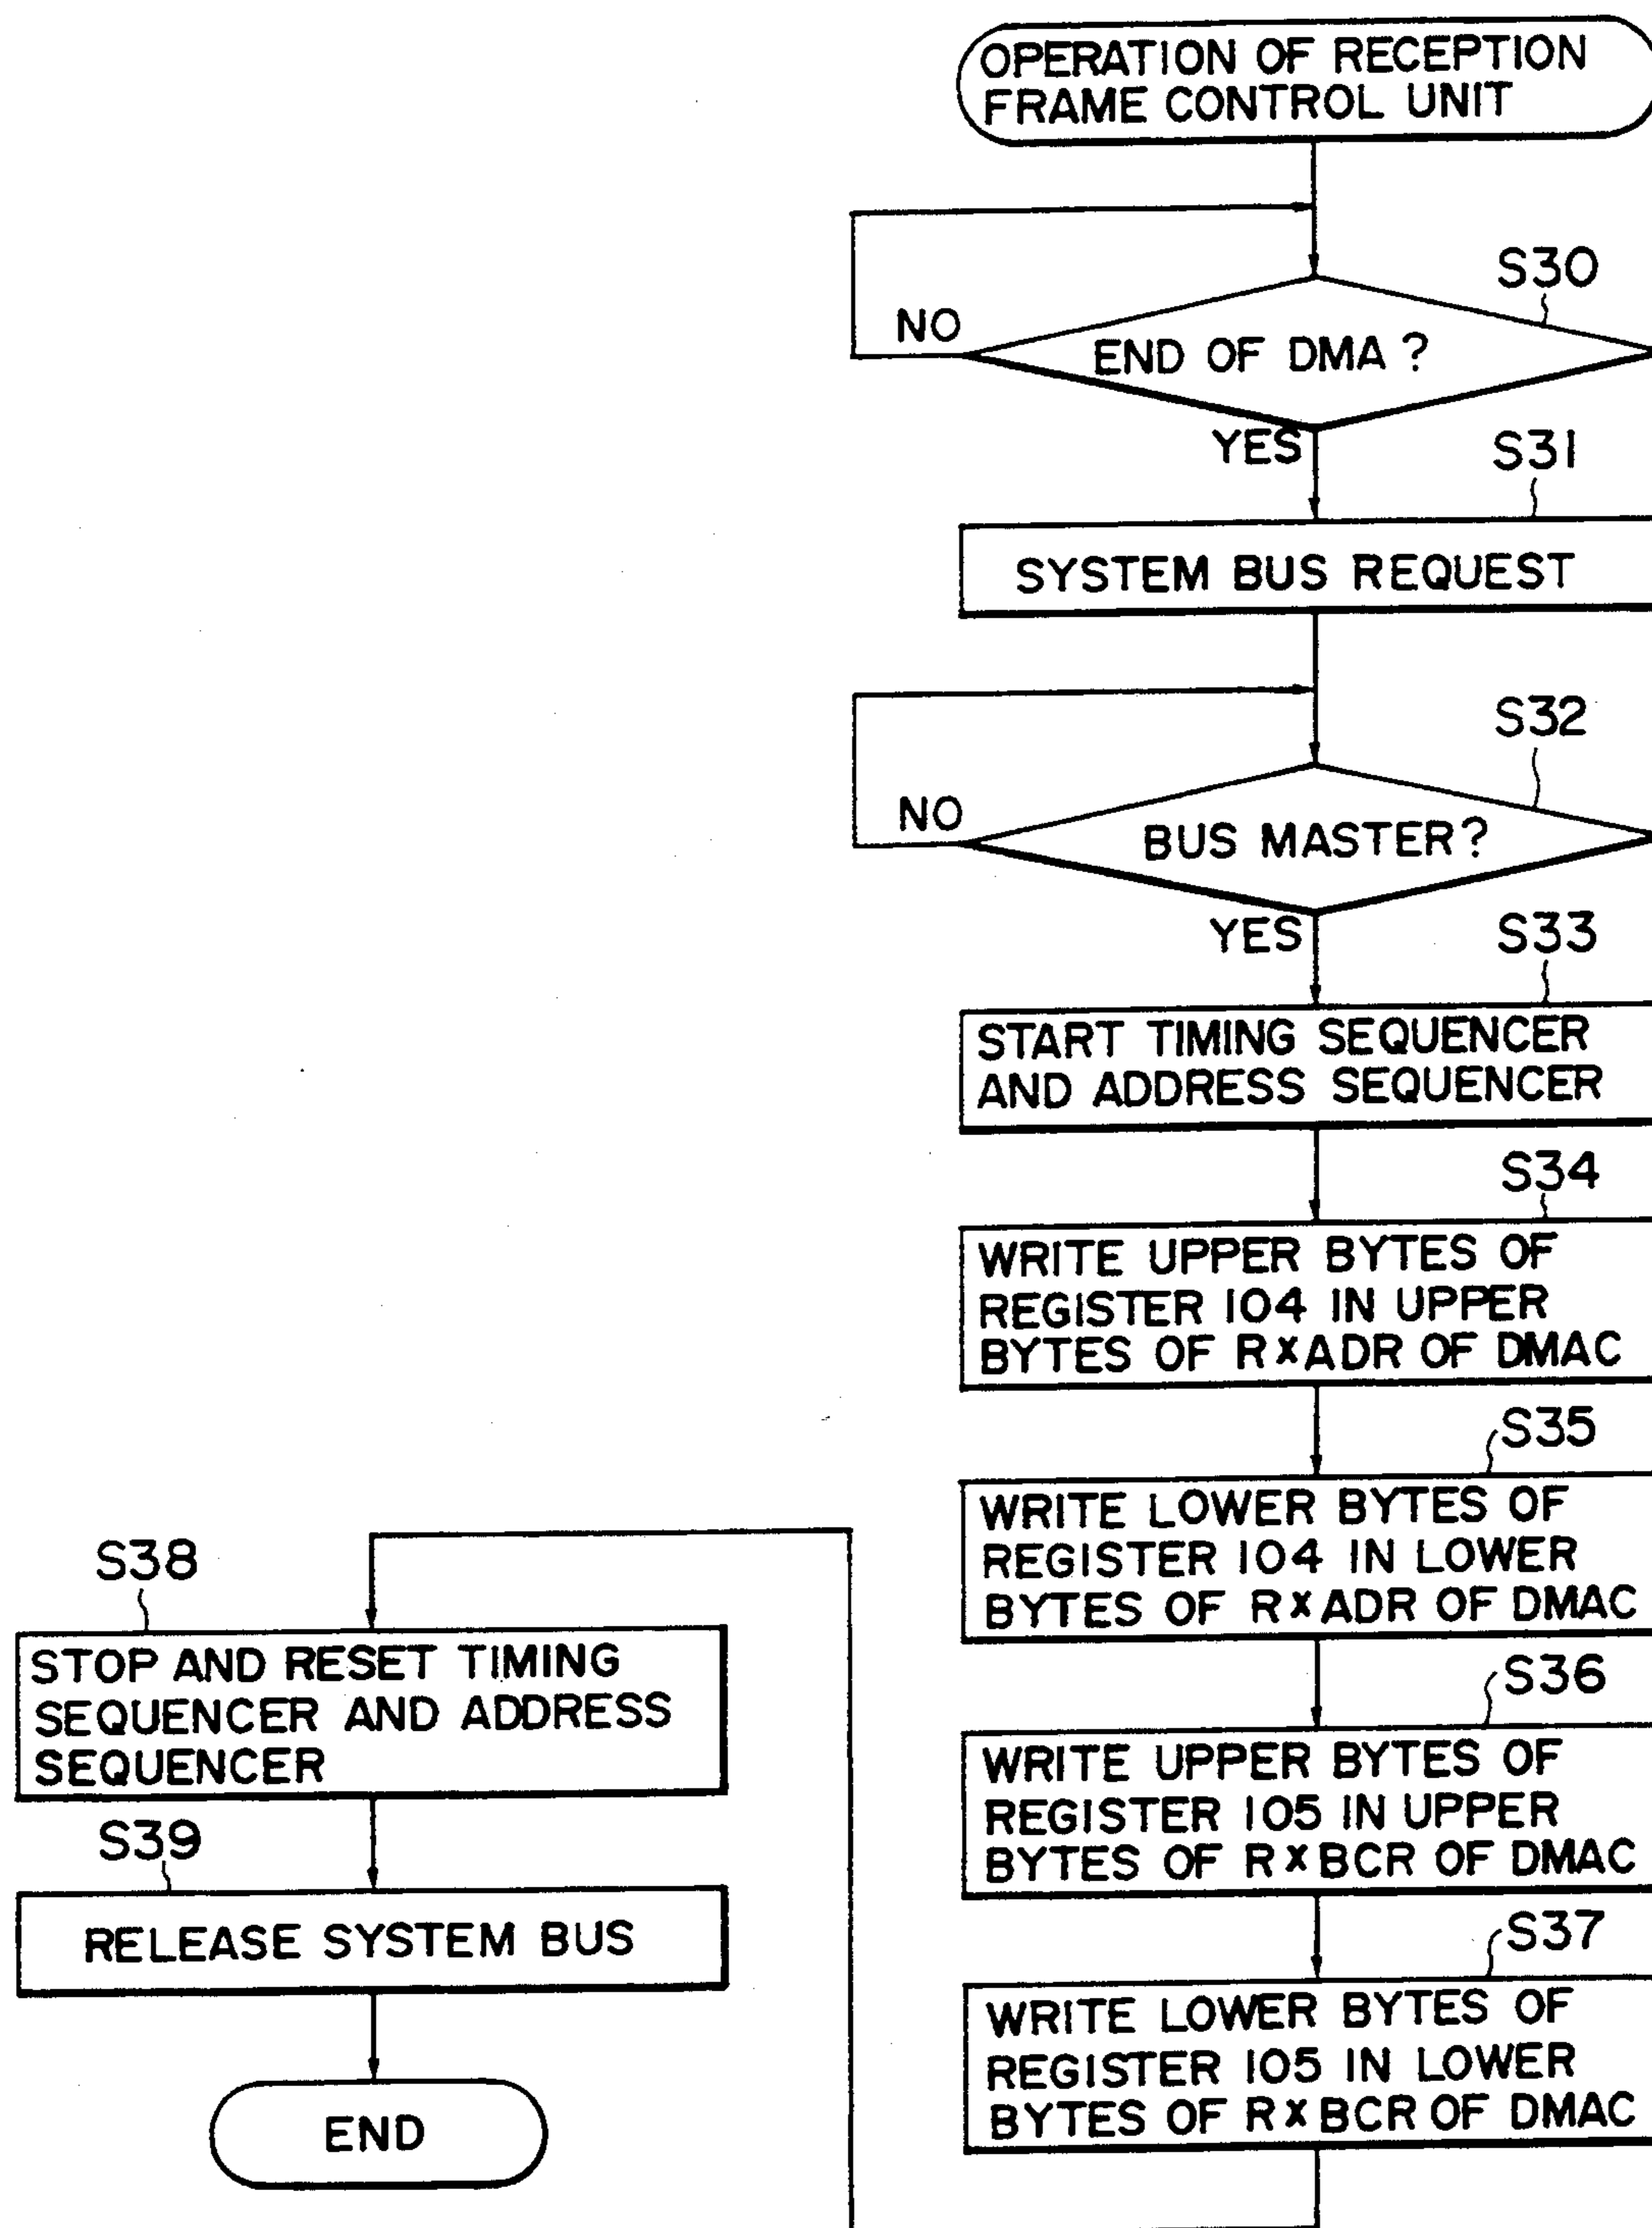 OPERATION OF RECEPTION
FRAME CONTROL UNIT
S30
NO
END OF DMA?
YES
S31
SYSTEM BUS REQUEST
S32
NO
BUS MASTER?
YES
S33
START TIMING SEQUENCER
AND ADDRESS SEQUENCER
S34
WRITE UPPER BYTES OF
REGISTER 104 IN UPPER
BYTES OF RxADR OF DMAC
S35
WRITE LOWER BYTES OF
REGISTER 104 IN LOWER
BYTES OF RxADR OF DMAC
S36
WRITE UPPER BYTES OF
REGISTER 105 IN UPPER
BYTES OF RxBCR OF DMAC
S37
WRITE LOWER BYTES OF
REGISTER 105 IN LOWER
BYTES OF RxBCR OF DMAC
S38
STOP AND RESET TIMING
SEQUENCER AND ADDRESS
SEQUENCER
S39
RELEASE SYSTEM BUS
END